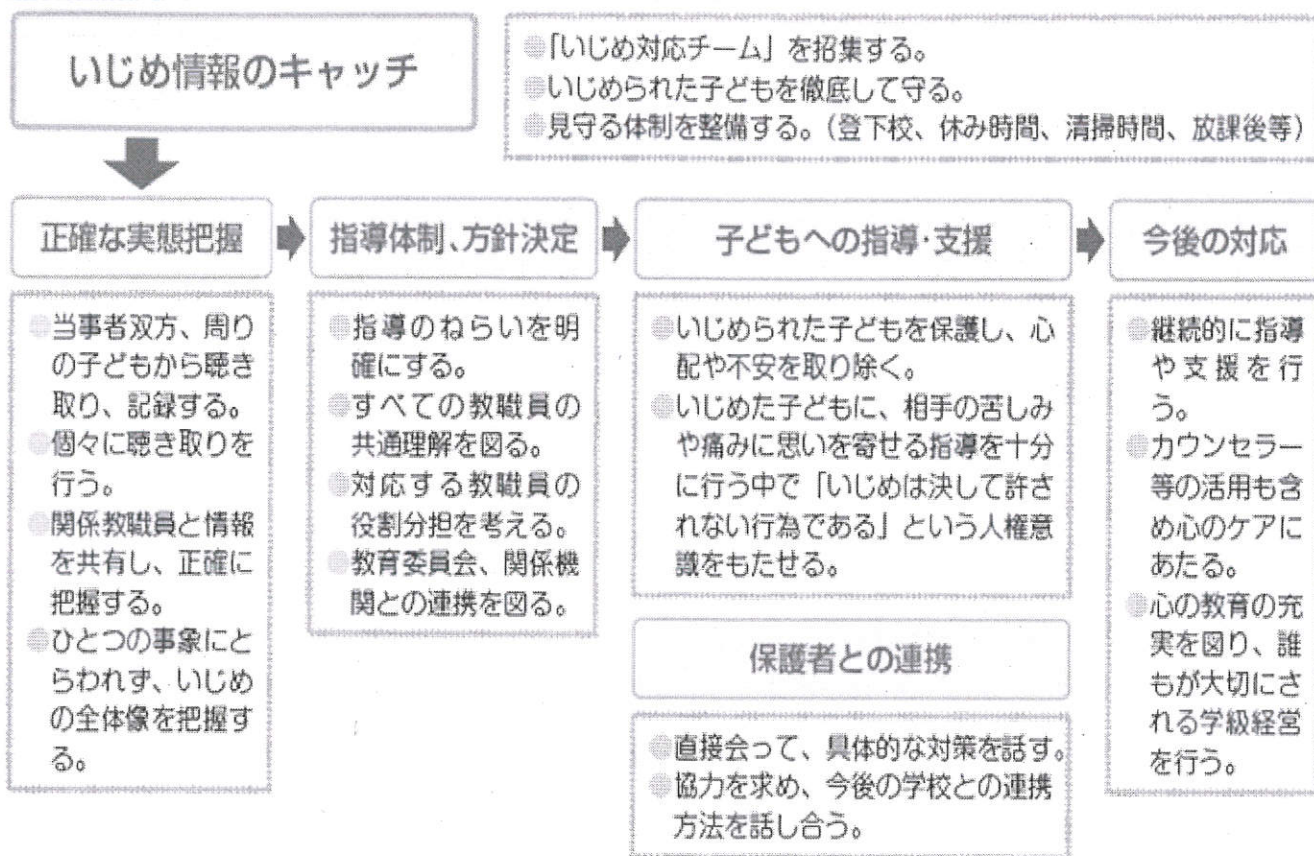 いじめ情報のキャッチ
●「いじめ対応チーム」を招集する。
●いじめられた子どもを徹底して守る。
●見守る体制を整備する。(登下校、休み時間、清掃時間、放課後等)
正確な実態把握
●当事者双方、周り
の子どもから聴き
取り、記録する。
●個々に聴き取りを
行う。
●関係教職員と情報
を共有し、正確に
把握する。
●ひとつの事象にと
らわれず、いじめ
の全体像を把握す
る。
指導体制、方針決定
●指導のねらいを明
確にする。
●すべての教職員の
共通理解を図る。
●対応する教職員の
役割分担を考える。
●教育委員会、関係機
関との連携を図る。
子どもへの指導・支援
●いじめられた子どもを保護し、心
配や不安を取り除く。
●いじめた子どもに、相手の苦しみ
や痛みに思いを寄せる指導を十分
に行う中で「いじめは決して許さ
れない行為である」という人権意
識をもたせる。
保護者との連携
●直接会って、具体的な対策を話す。
●協力を求め、今後の学校との連携
方法を話し合う。
今後の対応
●継続的に指導
や支援を行
う。
●カウンセラー
等の活用も含
め心のケアに
あたる。
●心の教育の充
実を図り、誰
もが大切にさ
れる学級経営
を行う。